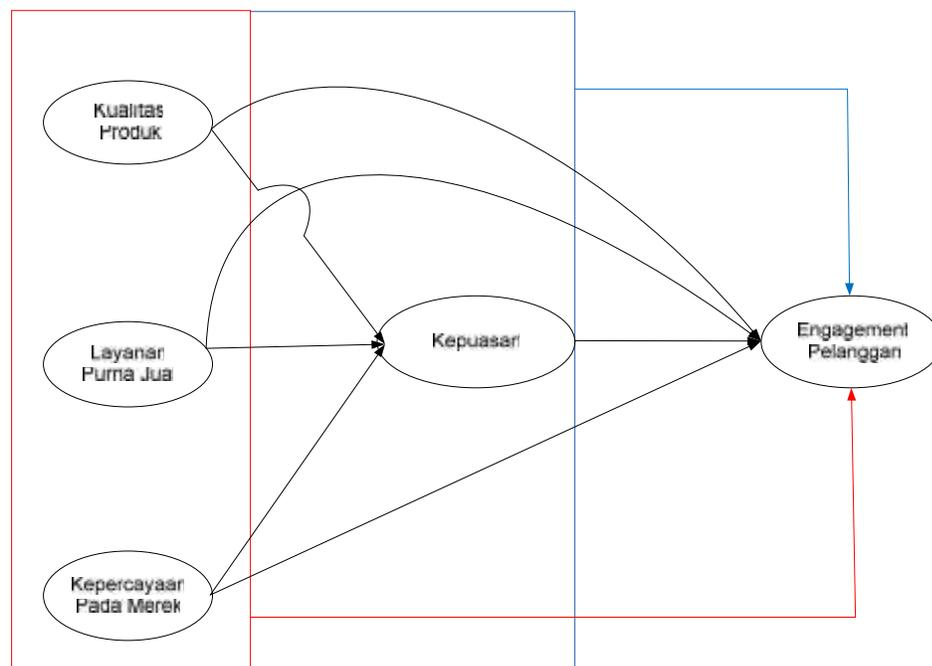 Kualitas
Produk
Layanan
Purna Jual
Kepuasan
Engagement
Pelanggan
Kepercayaan
Pada Merek